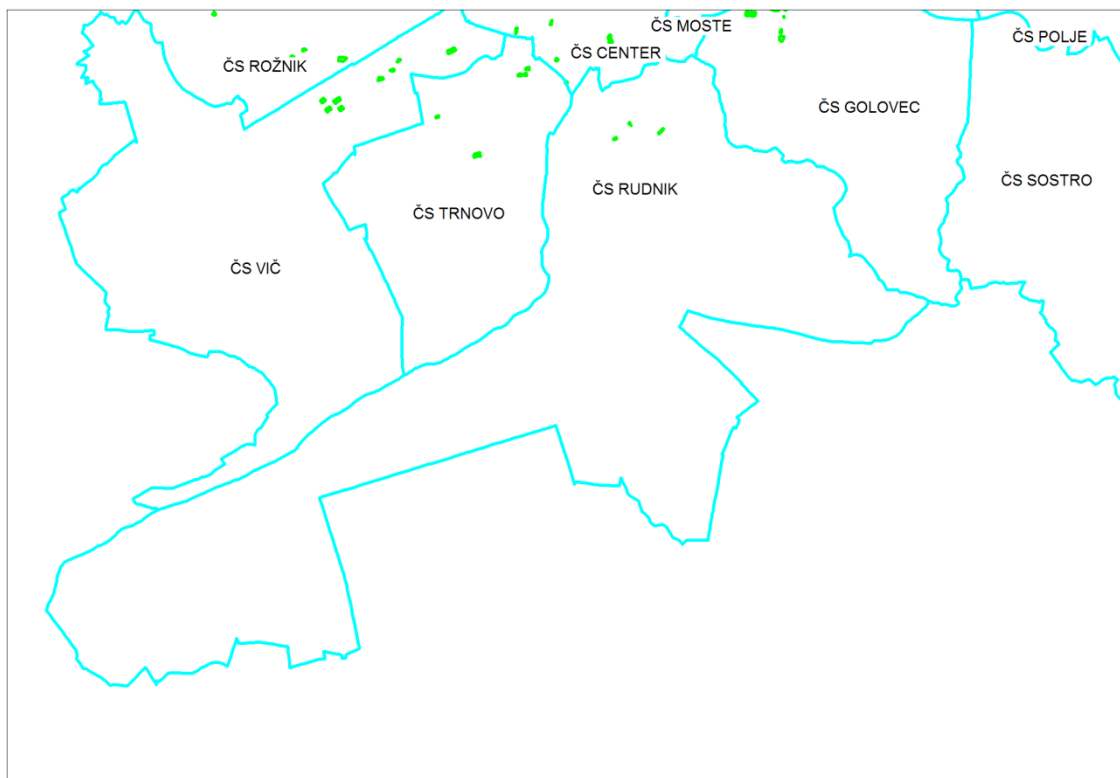 ČS MOSTE
ČS POLJE
ČS CENTER
ČS ROŽNIK
ČS GOLOVEC
ČS SOSTRO
ČS RUDNIK
ČS TRNOVO
ČS VIČ